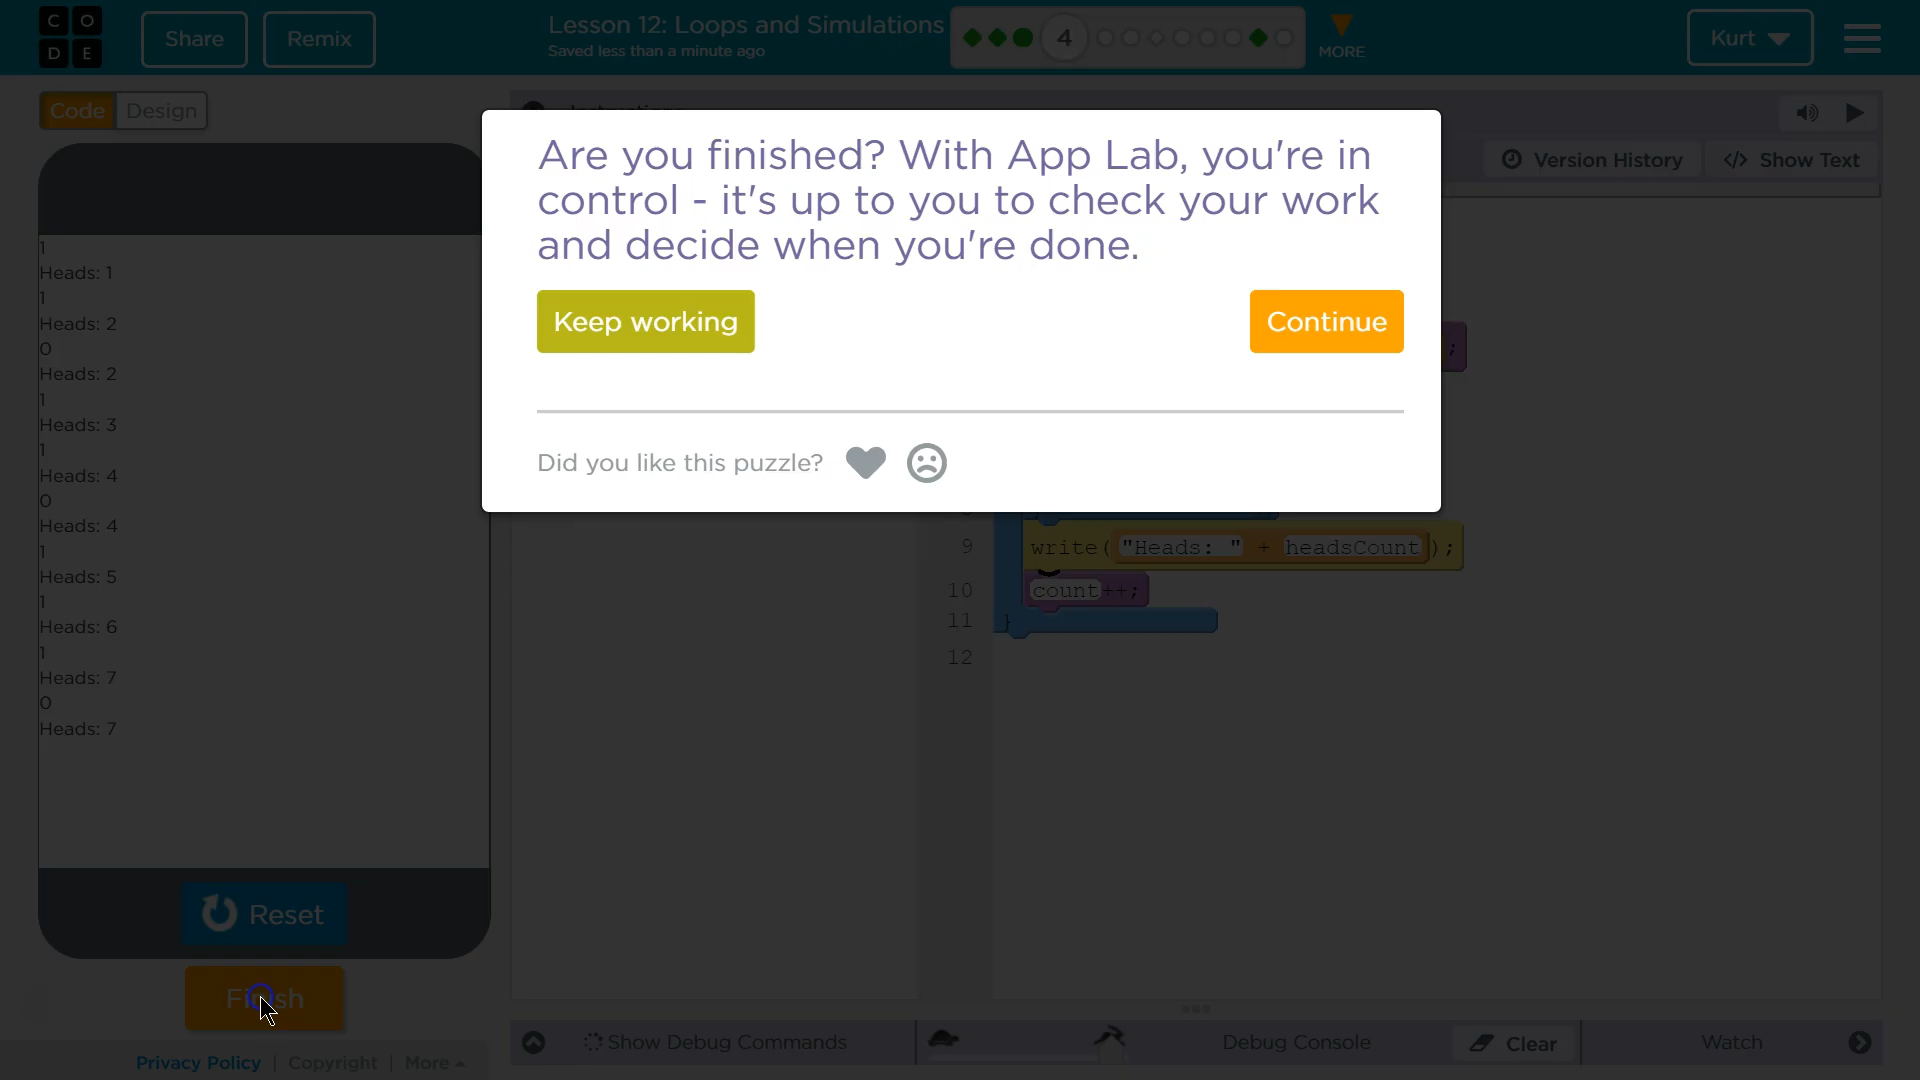 C O
D E
Share
Remix
Lesson 12: Loops and Simulations
Saved less than a minute ago
4
MORE
Kurt
Code
Design
Version History
</> Show Text
Are you finished? With App Lab, you're in
control - it's up to you to check your work
and decide when you're done.
Keep working
Continue
Did you like this puzzle?
1
Heads: 1
1
Heads: 2
0
Heads: 2
1
Heads: 3
1
Heads: 4
0
Heads: 4
1
Heads: 5
1
Heads: 6
1
Heads: 7
0
Heads: 7
;
9 write("Heads: " + headsCount);
10 count++;
11 }
12
Reset
Finish
Privacy Policy | Copyright | More
Show Debug Commands
Debug Console
Clear
Watch